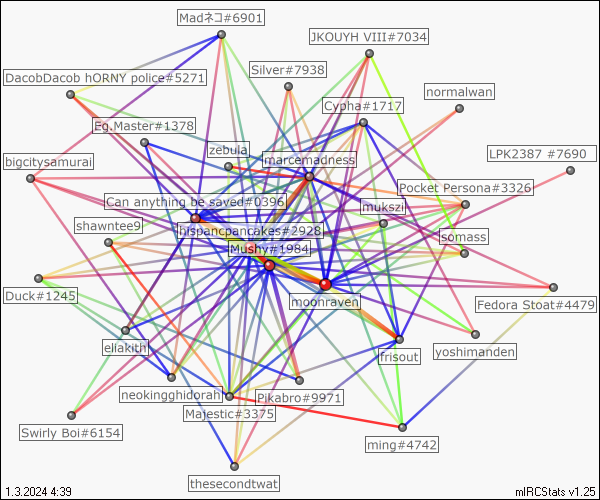 Madネコ#6901
JKOUYH VIII#7034
DacobDacob hORNY police#5271
Silver#7938
normalwan
Cypha#1717
Eg.Master#1378
zebula
marcemadness
LPK2387 #7690
bigcitysamurai
Pocket Persona#3326
Can anything be saved#0396
mukszi
shawntee9
hispancpancakes#2928
somass
Mushy#1984
Duck#1245
moonraven
Fedora Stoat#4479
eliakith
frisout
yoshimanden
neokingghidorah
Pikabro#9971
Majestic#3375
Swirly Boi#6154
ming#4742
thesecondtwat
1.3.2024 4:39
mIRCStats v1.25